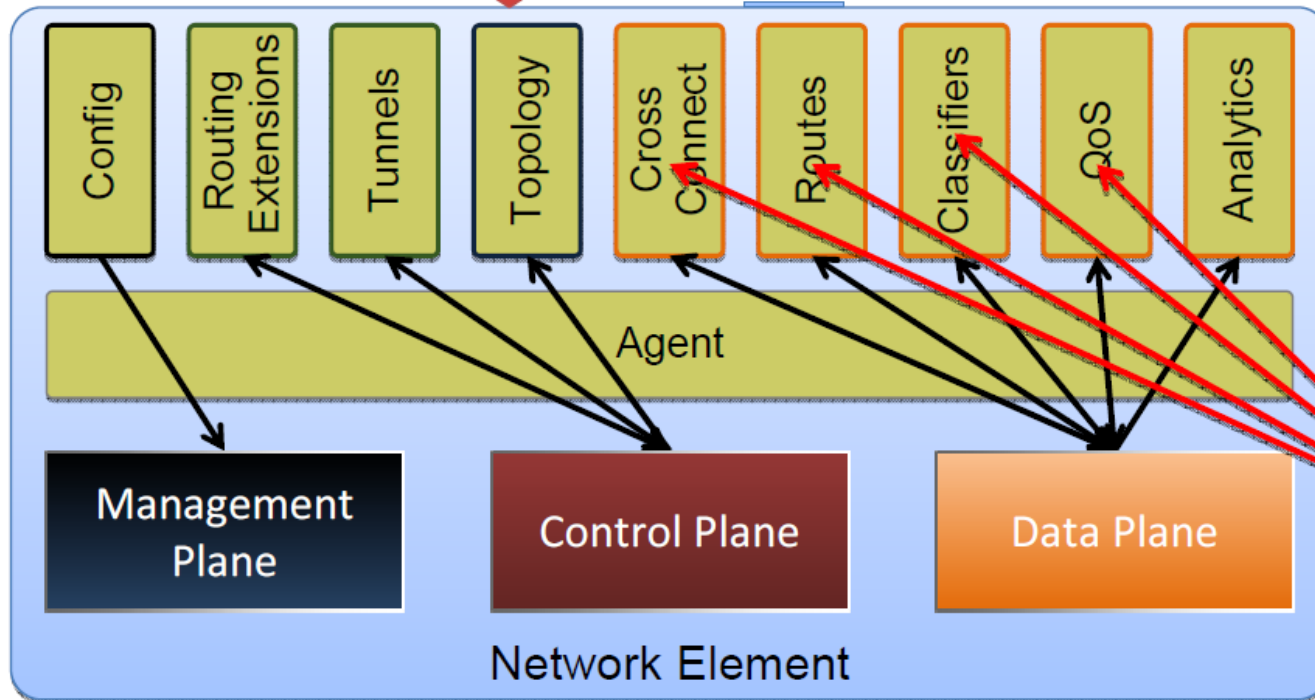 Config
Routing
Extensions
Tunnels
Topology
Cross
Connect
Routes
Classifiers
QoS
Analytics
Agent
Management
Plane
Control Plane
Data Plane
Network Element